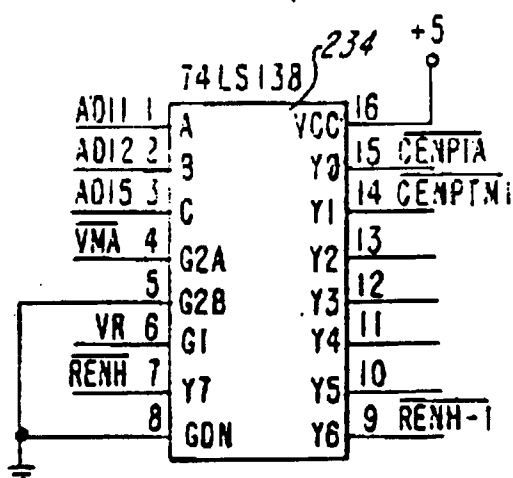 234
+5
74LS138
AD11 1 A VCC 16
AD12 2 B Y0 15 CENPIA
AD15 3 C Y1 14 CENPTM1
VMA 4 G2A Y2 13
5 G2B Y3 12
VR 6 G1 Y4 11
RENH 7 Y7 Y5 10
8 GDN Y6 9 RENH-1